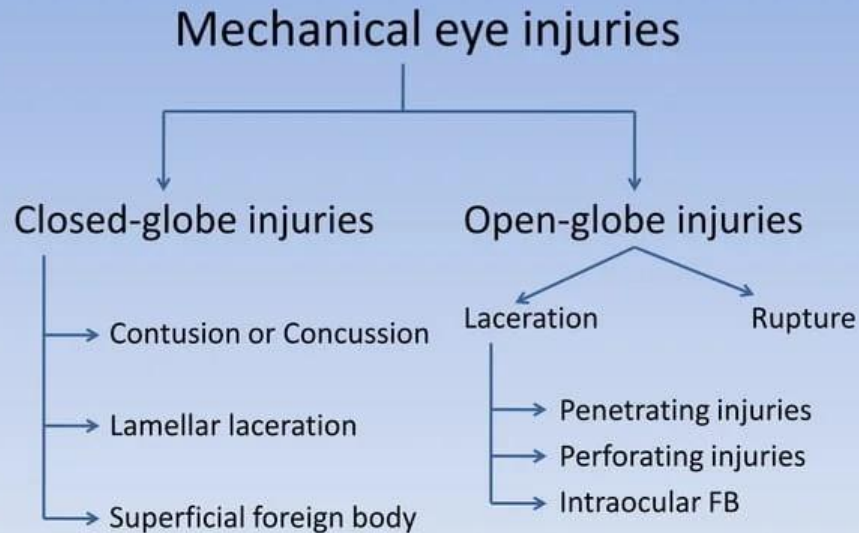 Mechanical eye injuries
Closed-globe injuries
Contusion or Concussion
Lamellar laceration
Superficial foreign body
Open-globe injuries
Laceration
Rupture
Penetrating injuries
Perforating injuries
Intraocular FB